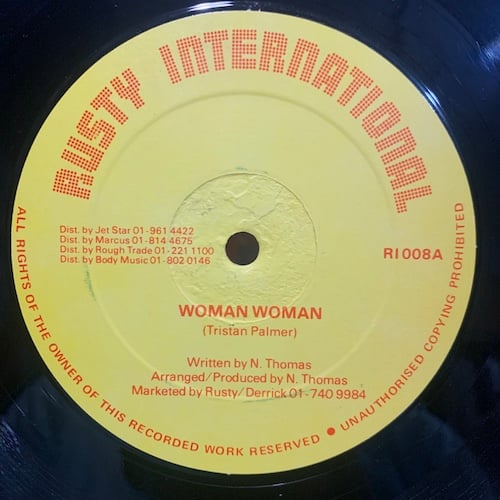 RUSTY INTERNATIONAL
Dist. by Jet Star 01-961 4422
Dist. by Marcus 01-814 4675
Dist. by Rough Trade 01-221 1100
Dist. by Body Music 01-802 0146
RI 008A
WOMAN WOMAN
(Tristan Palmer)
Written by N. Thomas
Arranged/Produced by N. Thomas
Marketed by Rusty/Derrick 01-740 9984
ALL RIGHTS OF THE OWNER OF THIS RECORDED WORK RESERVED ● UNAUTHORISED COPYING PROHIBITED